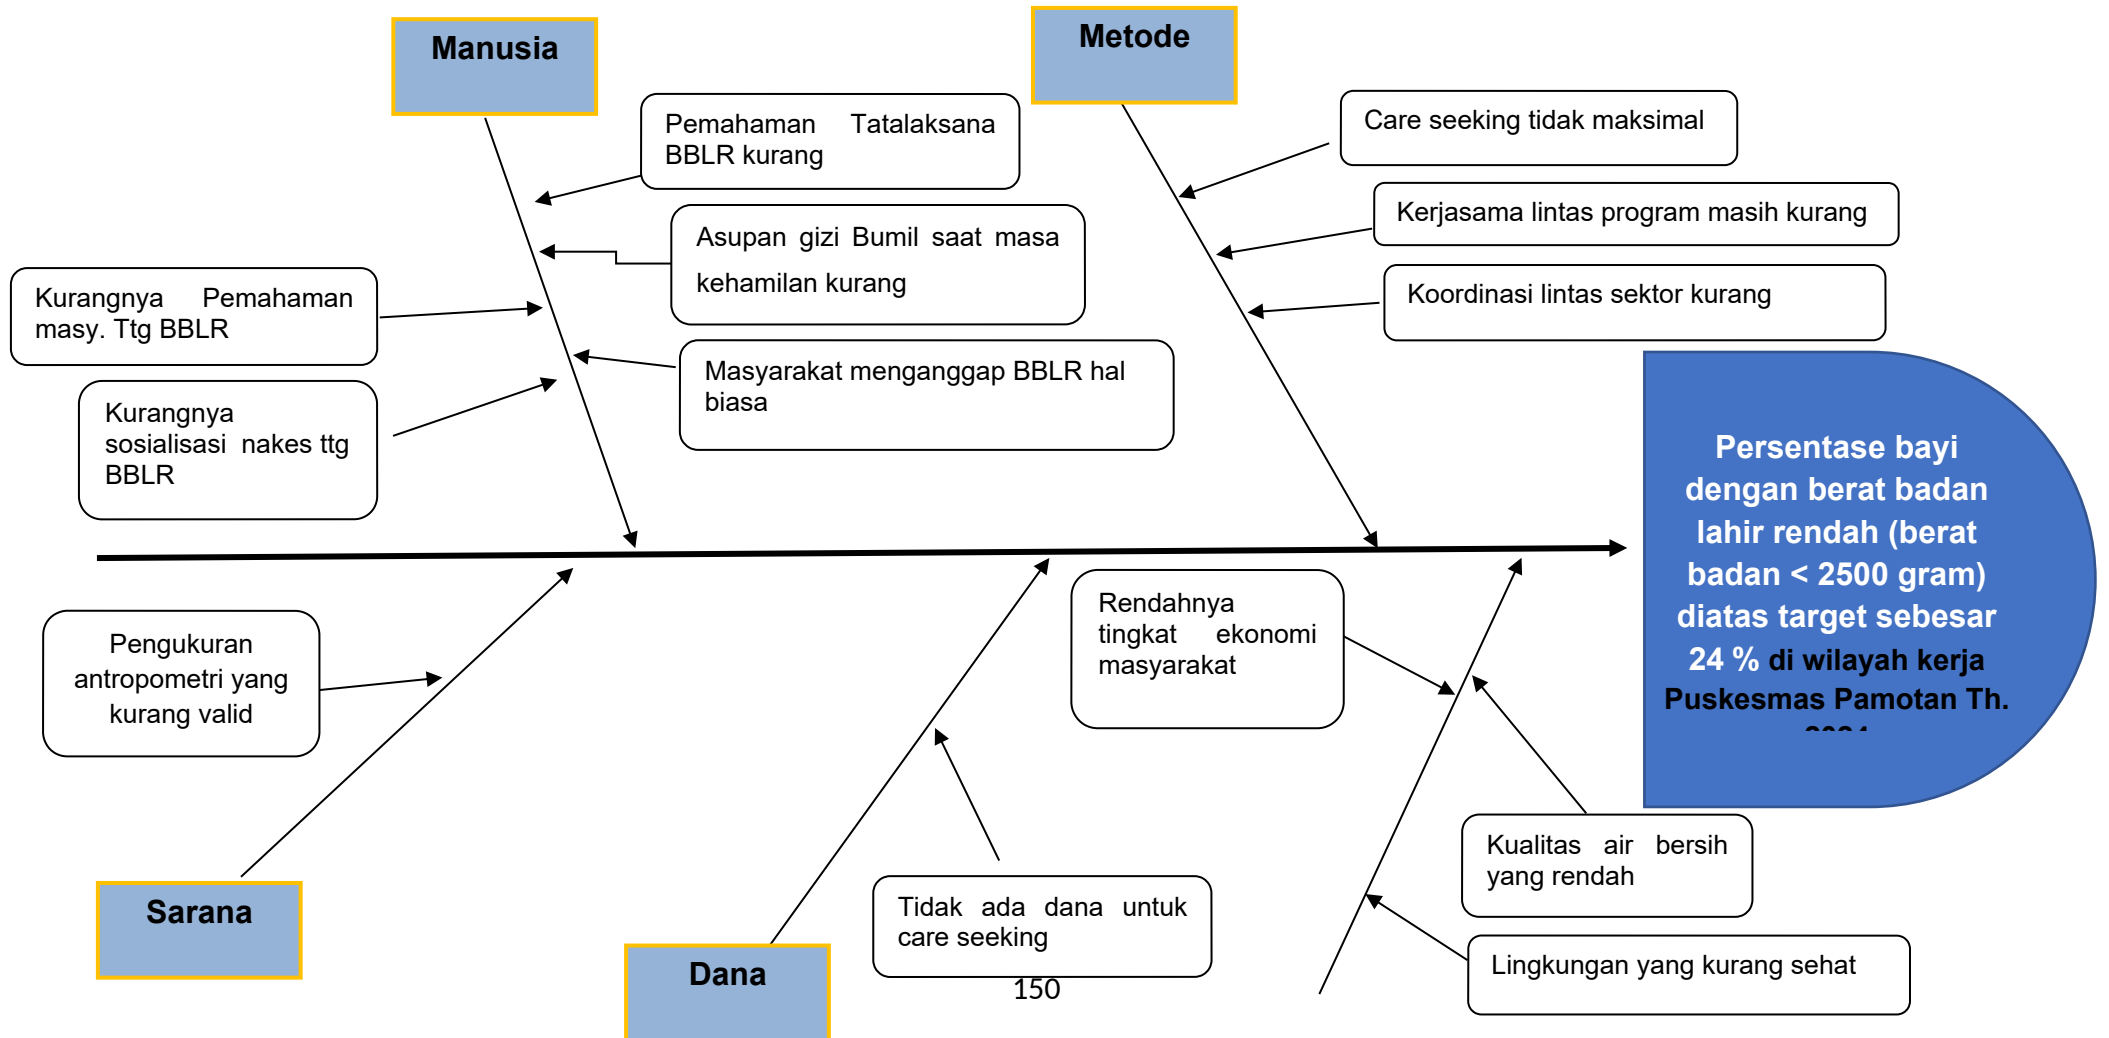 Manusia
Metode
Pemahaman Tatalaksana
BBLR kurang
Care seeking tidak maksimal
Asupan gizi Bumil saat masa
kehamilan kurang
Kerjasama lintas program masih kurang
Kurangnya Pemahaman
masy. Ttg BBLR
Koordinasi lintas sektor kurang
Masyarakat menganggap BBLR hal
biasa
Kurangnya
sosialisasi nakes ttg
BBLR
Persentase bayi
dengan berat badan
lahir rendah (berat
badan < 2500 gram)
diatas target sebesar
24 % di wilayah kerja
Puskesmas Pamotan Th.
Pengukuran
antropometri yang
kurang valid
Rendahnya
tingkat ekonomi
masyarakat
Kualitas air bersih
yang rendah
Sarana
Tidak ada dana untuk
care seeking
Lingkungan yang kurang sehat
Dana
150